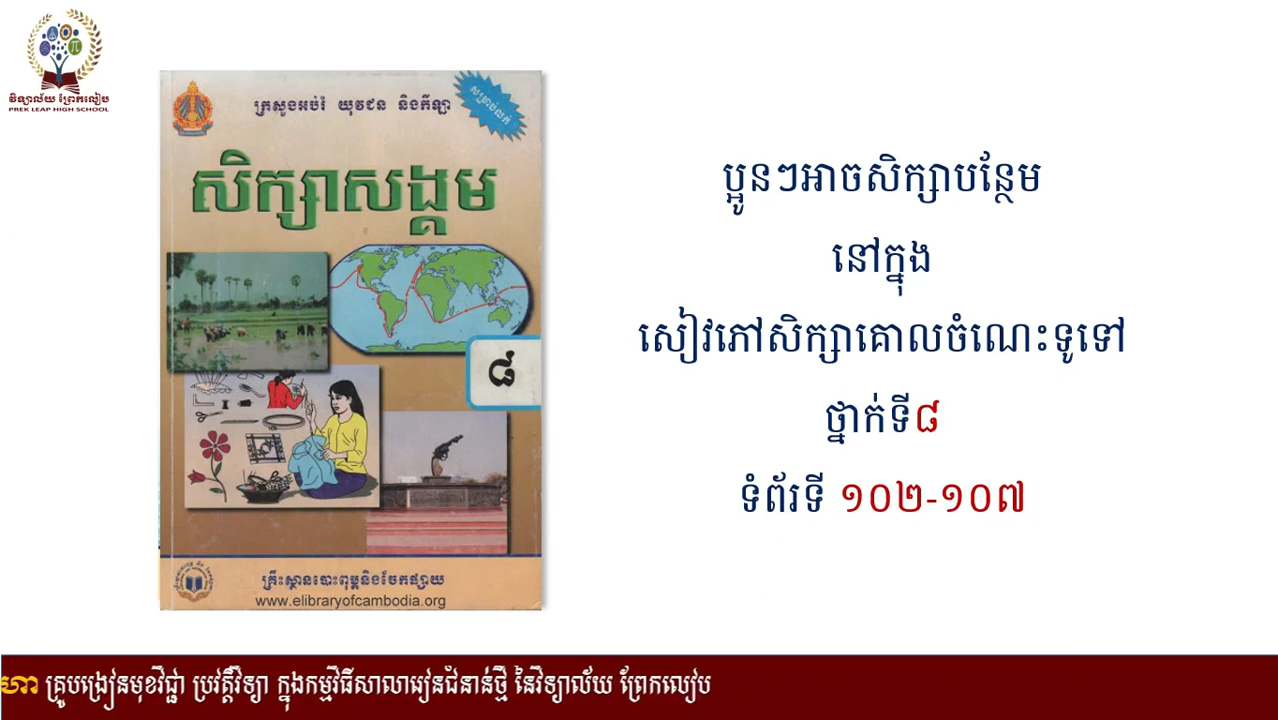 វិទ្យាល័យ ព្រែកលៀប
PREK LEAP HIGH SCHOOL
ក្រសួងអប់រំ យុវជន និងកីឡា
សម្រាប់លក់
សិក្សាសង្គម
៨
គ្រឹះស្ថានបោះពុម្ពនិងចែកផ្សាយ
www.elibraryofcambodia.org
ប្អូនៗអាចសិក្សាបន្ថែម
នៅក្នុង
សៀវភៅសិក្សាគោលចំណេះទូទៅ
ថ្នាក់ទី៨
ទំព័រទី ១០២-១០៧
ហា គ្រូបង្រៀនមុខវិជ្ជា ប្រវត្តិវិទ្យា ក្នុងកម្មវិធីសាលារៀនជំនាន់ថ្មី នៃវិទ្យាល័យ ព្រែកលៀប